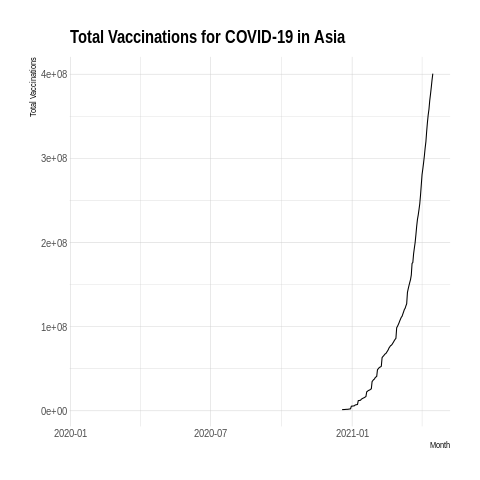 Total Vaccinations for COVID-19 in Asia
Total Vaccinations
4e+08
3e+08
2e+08
1e+08
0e+00
2020-01
2020-07
2021-01
Month